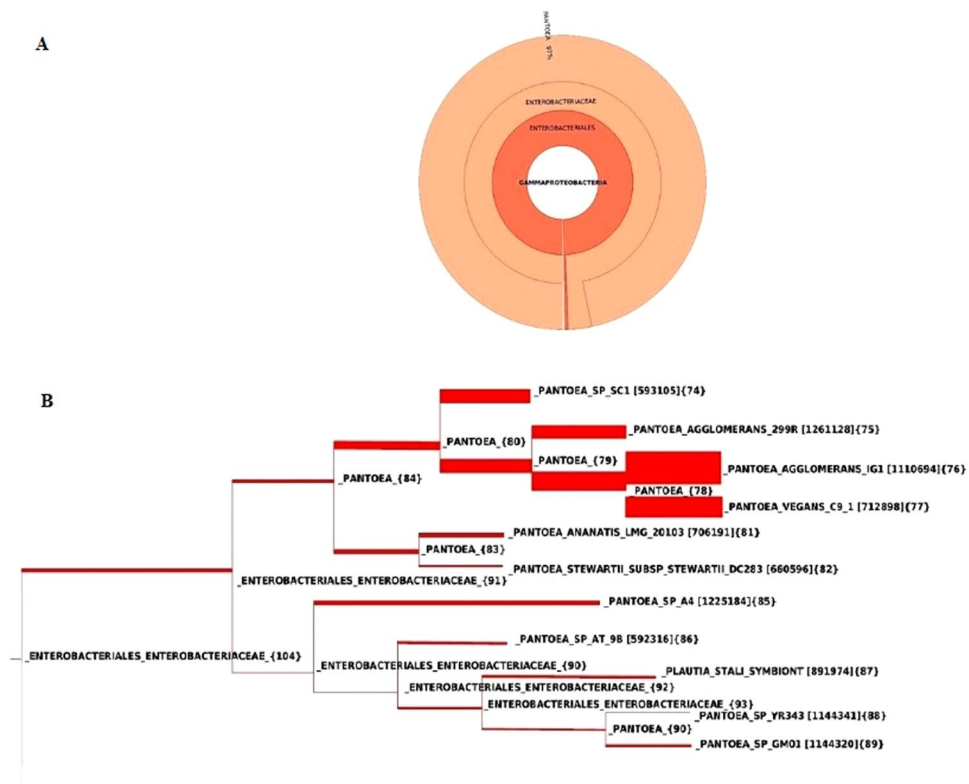 A
PANTOEA 97%
ENTEROBACTERIACEAE
ENTEROBACTERIALES
GAMMAPROTEOBACTERIA
B
_PANTOEA_SP_SC1 [593105]{74}
_PANTOEA_AGGLOMERANS_299R [1261128]{75}
_PANTOEA_{80}
_PANTOEA_{79}
_PANTOEA_AGGLOMERANS_IG1 [1110694]{76}
_PANTOEA_{84}
_PANTOEA_{78}
_PANTOEA_VEGANS_C9_1 [712898]{77}
_PANTOEA_ANANATIS_LMG_20103 [706191]{81}
_PANTOEA_{83}
_PANTOEA_STEWARTII_SUBSP_STEWARTII_DC283 [660596]{82}
_ENTEROBACTERIALES_ENTEROBACTERIACEAE_{91}
_PANTOEA_SP_A4 [1225184]{85}
_PANTOEA_SP_AT_9B [592316]{86}
_ENTEROBACTERIALES_ENTEROBACTERIACEAE_{104}
_ENTEROBACTERIALES_ENTEROBACTERIACEAE_{90}
_PLAUTIA_STALI_SYMBIONT [891974]{87}
_ENTEROBACTERIALES_ENTEROBACTERIACEAE_{92}
_ENTEROBACTERIALES_ENTEROBACTERIACEAE_{93}
_PANTOEA_SP_YR343 [1144341]{88}
_PANTOEA_{90}
_PANTOEA_SP_GM01 [1144320]{89}